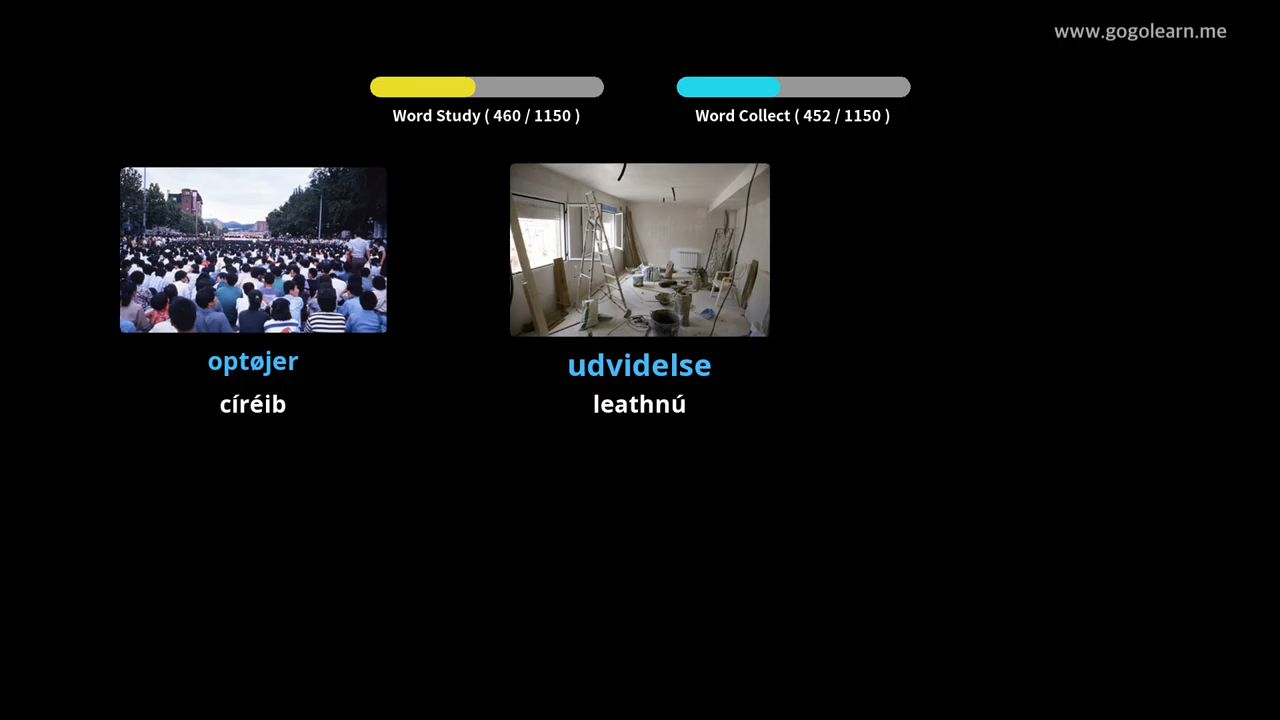 www.gogolearn.me
Word Study ( 460 / 1150 )
Word Collect ( 452 / 1150 )
optøjer
círéib
udvidelse
leathnú